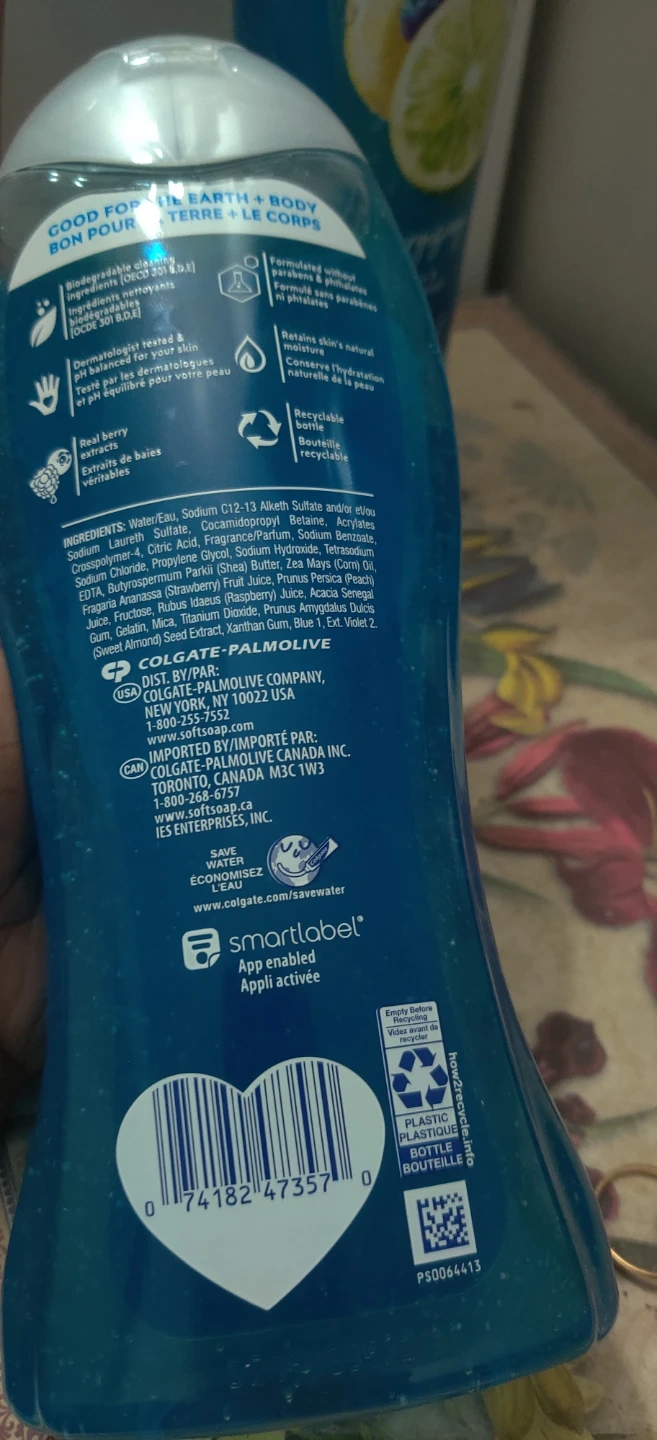 GOOD FOR THE EARTH + BODY
BON POUR LA TERRE + LE CORPS
Biodegradable cleaning
ingredients [OECD 301 B,D,E]
Ingrédients nettoyants
biodégradables
[OCDE 301 B,D,E]
Formulated without
parabens & phthalates
Formulé sans parabènes
ni phtalates
Dermatologist tested &
pH balanced for your skin
Testé par les dermatologues
et pH équilibré pour votre peau
Retains skin's natural
moisture
Conserve l'hydratation
naturelle de la peau
Real berry
extracts
Extraits de baies
véritables
Recyclable
bottle
Bouteille
recyclable
INGREDIENTS: Water/Eau, Sodium C12-13 Alketh Sulfate and/or et/ou
Sodium Laureth Sulfate, Cocamidopropyl Betaine, Acrylates
Crosspolymer-4, Citric Acid, Fragrance/Parfum, Sodium Benzoate,
Sodium Chloride, Propylene Glycol, Sodium Hydroxide, Tetrasodium
EDTA, Butyrospermum Parkii (Shea) Butter, Zea Mays (Corn) Oil,
Fragaria Ananassa (Strawberry) Fruit Juice, Prunus Persica (Peach)
Juice, Fructose, Rubus Idaeus (Raspberry) Juice, Acacia Senegal
Gum, Gelatin, Mica, Titanium Dioxide, Prunus Amygdalus Dulcis
(Sweet Almond) Seed Extract, Xanthan Gum, Blue 1, Ext. Violet 2.
CP COLGATE-PALMOLIVE
USA DIST. BY/PAR:
COLGATE-PALMOLIVE COMPANY,
NEW YORK, NY 10022 USA
1-800-255-7552
www.softsoap.com
CAN IMPORTED BY/IMPORTÉ PAR:
COLGATE-PALMOLIVE CANADA INC.
TORONTO, CANADA M3C 1W3
1-800-268-6757
www.softsoap.ca
IES ENTERPRISES, INC.
SAVE
WATER
ÉCONOMISEZ
L'EAU
Colgate
www.colgate.com/savewater
smartlabel®
App enabled
Appli activée
Empty Before
Recycling
Videz avant de
recycler
PLASTIC
PLASTIQUE
BOTTLE
BOUTEILLE
how2recycle.info
0 74182 47357 0
PS0064413